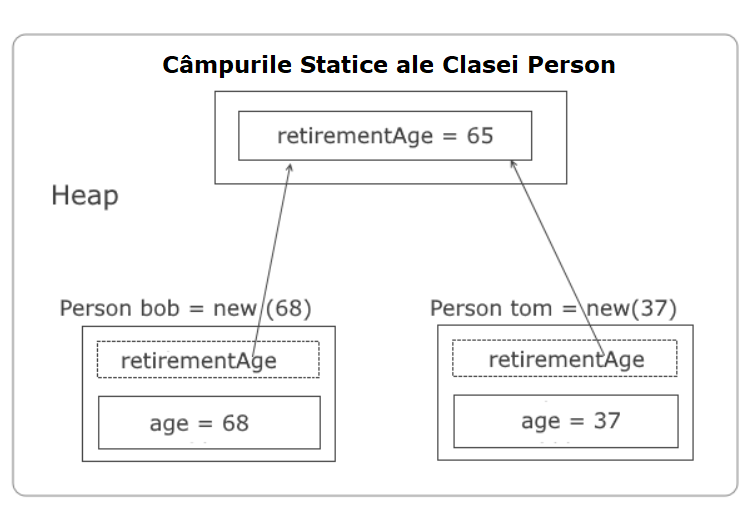 Câmpurile Statice ale Clasei Person
retirementAge = 65
Heap
Person bob = new (68)
Person tom = new(37)
retirementAge
retirementAge
age = 68
age = 37